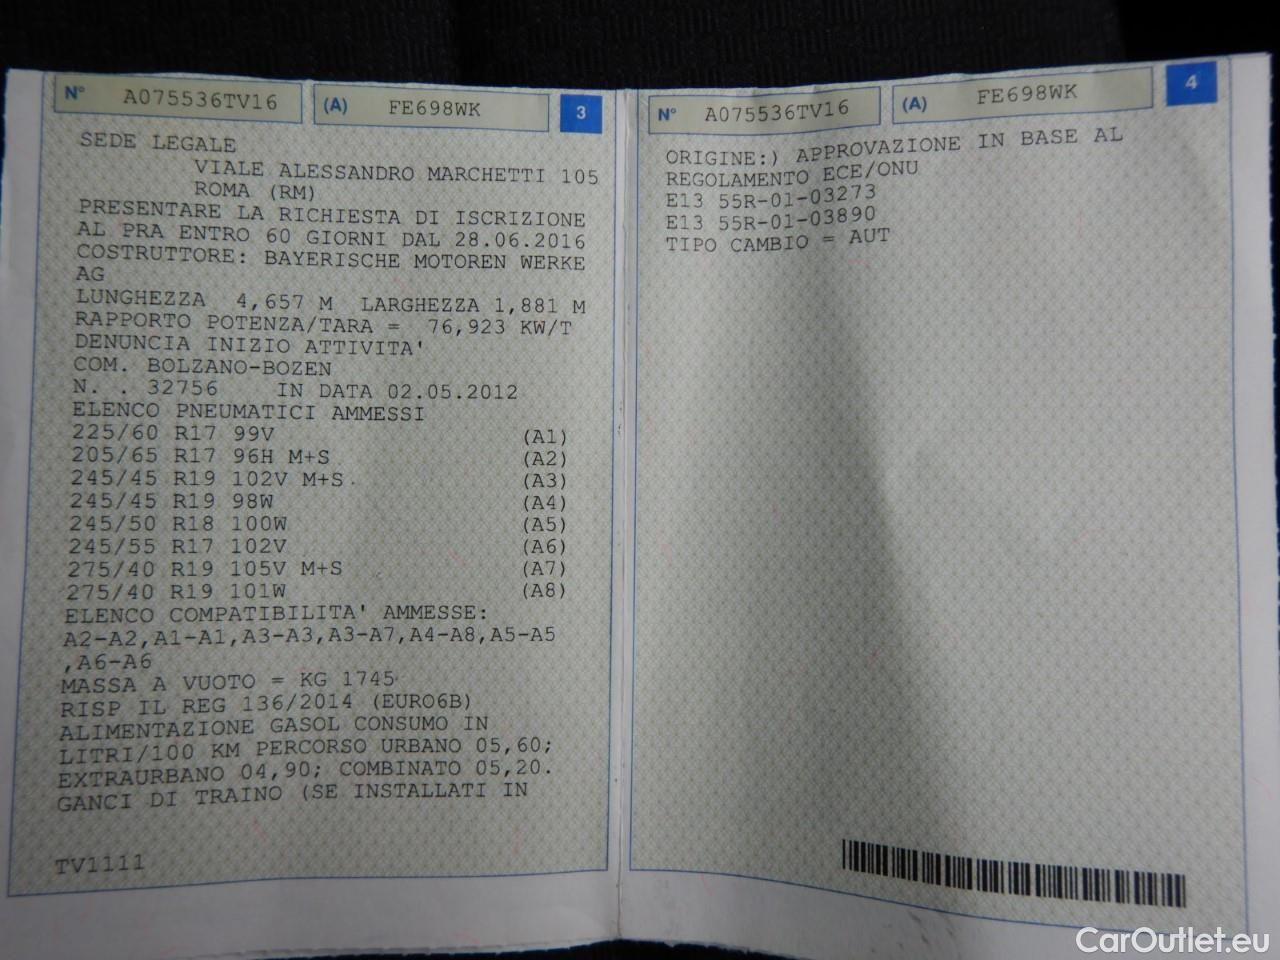 N° A075536TV16 (A) FE698WK 3
SEDE LEGALE
VIALE ALESSANDRO MARCHETTI 105
ROMA (RM)
PRESENTARE LA RICHIESTA DI ISCRIZIONE
AL PRA ENTRO 60 GIORNI DAL 28.06.2016
COSTRUTTORE: BAYERISCHE MOTOREN WERKE
AG
LUNGHEZZA 4,657 M LARGHEZZA 1,881 M
RAPPORTO POTENZA/TARA = 76,923 KW/T
DENUNCIA INIZIO ATTIVITA'
COM. BOLZANO-BOZEN
N. . 32756 IN DATA 02.05.2012
ELENCO PNEUMATICI AMMESSI
225/60 R17 99V (A1)
205/65 R17 96H M+S (A2)
245/45 R19 102V M+S (A3)
245/45 R19 98W (A4)
245/50 R18 100W (A5)
245/55 R17 102V (A6)
275/40 R19 105V M+S (A7)
275/40 R19 101W (A8)
ELENCO COMPATIBILITA' AMMESSE:
A2-A2,A1-A1,A3-A3,A3-A7,A4-A8,A5-A5
,A6-A6
MASSA A VUOTO = KG 1745
RISP IL REG 136/2014 (EURO6B)
ALIMENTAZIONE GASOL CONSUMO IN
LITRI/100 KM PERCORSO URBANO 05,60;
EXTRAURBANO 04,90; COMBINATO 05,20.
GANCI DI TRAINO (SE INSTALLATI IN
TV1111
N° A075536TV16 (A) FE698WK 4
ORIGINE:) APPROVAZIONE IN BASE AL
REGOLAMENTO ECE/ONU
E13 55R-01-03273
E13 55R-01-03890
TIPO CAMBIO = AUT
CarOutlet.eu